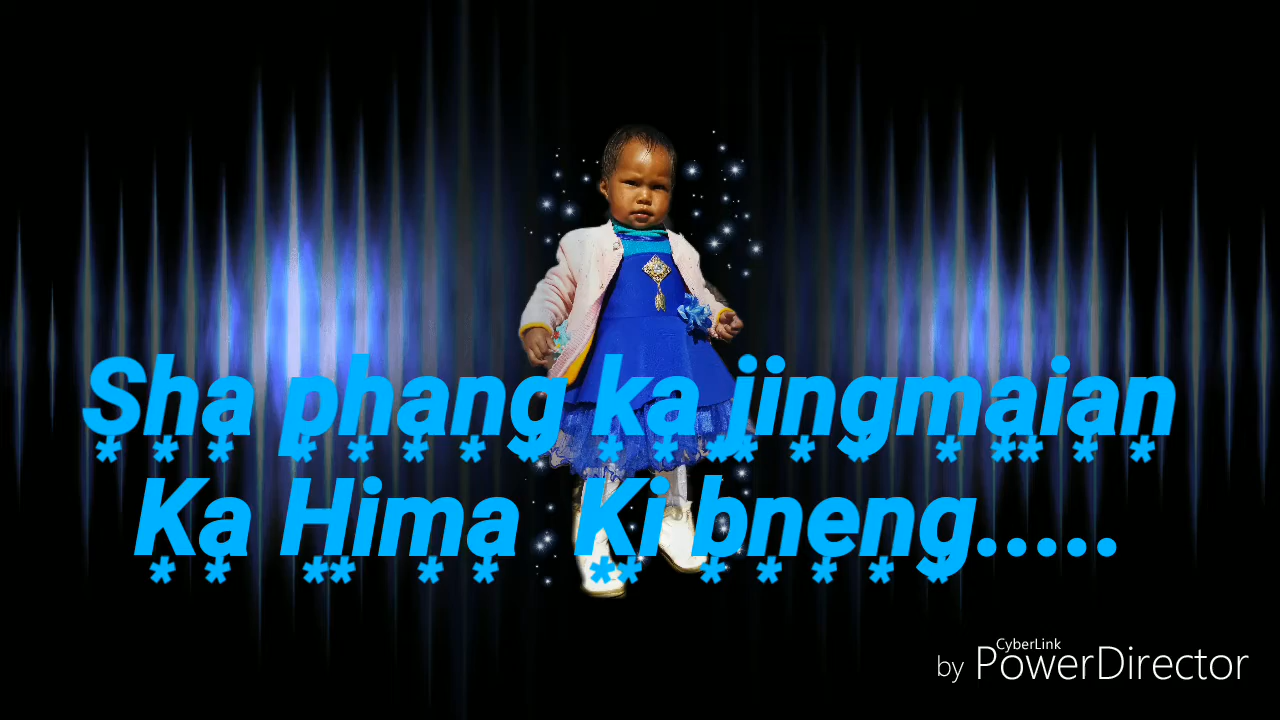 Sha phang ka jingmaian
Ka Hima Ki bneng.....
CyberLink
by PowerDirector